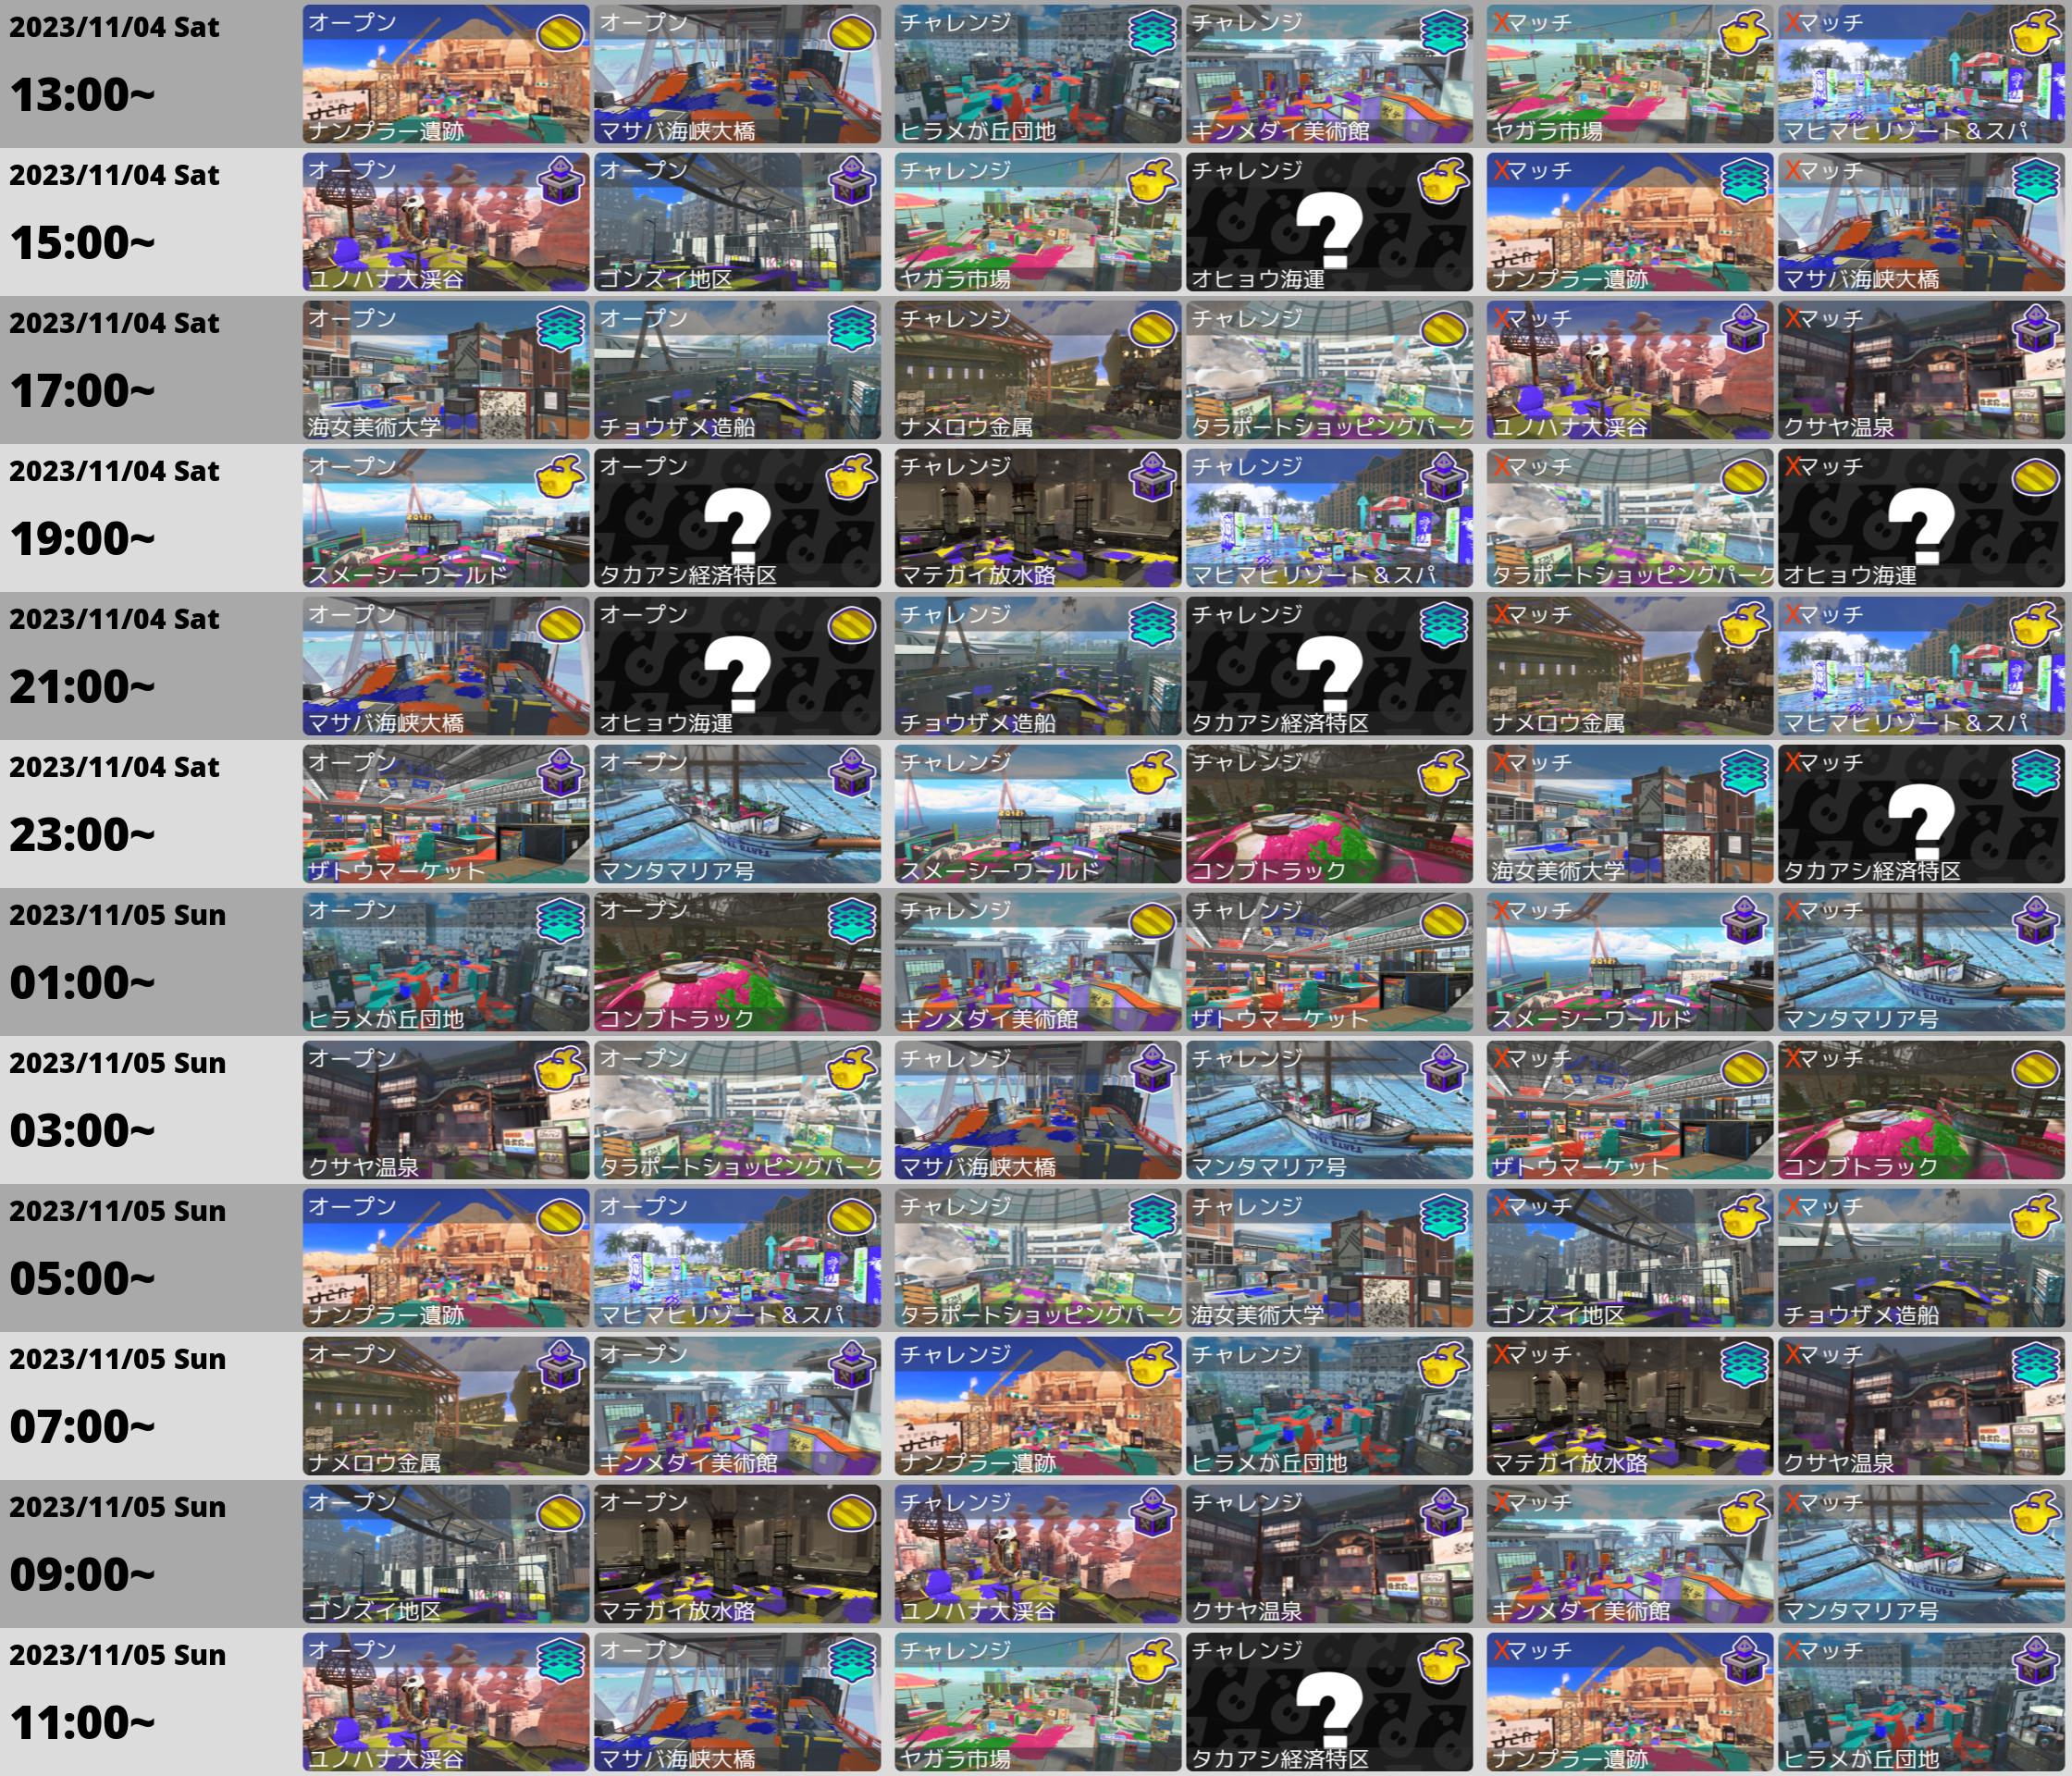 2023/11/04 Sat
13:00~
オープン
ナンプラー遺跡
オープン
マサバ海峡大橋
チャレンジ
ヒラメが丘団地
チャレンジ
キンメダイ美術館
Xマッチ
ヤガラ市場
Xマッチ
マヒマヒリゾート＆スパ
2023/11/04 Sat
15:00~
オープン
ユノハナ大渓谷
オープン
ゴンズイ地区
チャレンジ
ヤガラ市場
チャレンジ
?
オヒョウ海運
Xマッチ
ナンプラー遺跡
Xマッチ
マサバ海峡大橋
2023/11/04 Sat
17:00~
オープン
海女美術大学
オープン
チョウザメ造船
チャレンジ
ナメロウ金属
チャレンジ
タラポートショッピングパーク
Xマッチ
ユノハナ大渓谷
Xマッチ
クサヤ温泉
2023/11/04 Sat
19:00~
オープン
スメーシーワールド
オープン
?
タカアシ経済特区
チャレンジ
マテガイ放水路
チャレンジ
マヒマヒリゾート＆スパ
Xマッチ
タラポートショッピングパーク
Xマッチ
?
オヒョウ海運
2023/11/04 Sat
21:00~
オープン
マサバ海峡大橋
オープン
?
オヒョウ海運
チャレンジ
チョウザメ造船
チャレンジ
?
タカアシ経済特区
Xマッチ
ナメロウ金属
Xマッチ
マヒマヒリゾート＆スパ
2023/11/04 Sat
23:00~
オープン
ザトウマーケット
オープン
マンタマリア号
チャレンジ
スメーシーワールド
チャレンジ
コンブトラック
Xマッチ
海女美術大学
Xマッチ
?
タカアシ経済特区
2023/11/05 Sun
01:00~
オープン
ヒラメが丘団地
オープン
コンブトラック
チャレンジ
キンメダイ美術館
チャレンジ
ザトウマーケット
Xマッチ
スメーシーワールド
Xマッチ
マンタマリア号
2023/11/05 Sun
03:00~
オープン
クサヤ温泉
オープン
タラポートショッピングパーク
チャレンジ
マサバ海峡大橋
チャレンジ
マンタマリア号
Xマッチ
ザトウマーケット
Xマッチ
コンブトラック
2023/11/05 Sun
05:00~
オープン
ナンプラー遺跡
オープン
マヒマヒリゾート＆スパ
チャレンジ
タラポートショッピングパーク
チャレンジ
海女美術大学
Xマッチ
ゴンズイ地区
Xマッチ
チョウザメ造船
2023/11/05 Sun
07:00~
オープン
ナメロウ金属
オープン
キンメダイ美術館
チャレンジ
ナンプラー遺跡
チャレンジ
ヒラメが丘団地
Xマッチ
マテガイ放水路
Xマッチ
クサヤ温泉
2023/11/05 Sun
09:00~
オープン
ゴンズイ地区
オープン
マテガイ放水路
チャレンジ
ユノハナ大渓谷
チャレンジ
クサヤ温泉
Xマッチ
キンメダイ美術館
Xマッチ
マンタマリア号
2023/11/05 Sun
11:00~
オープン
ユノハナ大渓谷
オープン
マサバ海峡大橋
チャレンジ
ヤガラ市場
チャレンジ
?
タカアシ経済特区
Xマッチ
ナンプラー遺跡
Xマッチ
ヒラメが丘団地